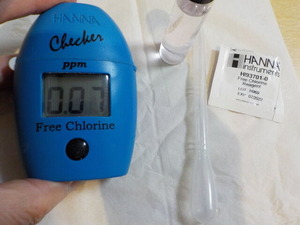 HANNA
Checker
ppm
0.07
Free Chlorine
HANNA
instruments
HI93701-0
Free Chlorine
Reagent